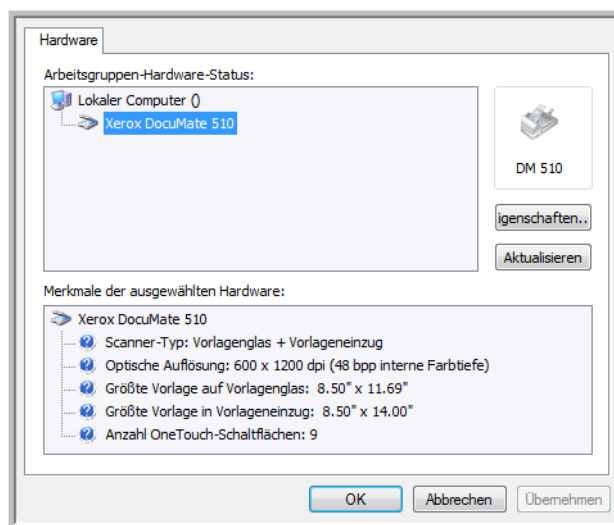 Hardware
Arbeitsgruppen-Hardware-Status:
Lokaler Computer ()
Xerox DocuMate 510
DM 510
igenschaften..
Aktualisieren
Merkmale der ausgewählten Hardware:
Xerox DocuMate 510
Scanner-Typ: Vorlagenglas + Vorlageneinzug
Optische Auflösung: 600 x 1200 dpi (48 bpp interne Farbtiefe)
Größte Vorlage auf Vorlagenglas: 8.50" x 11.69"
Größte Vorlage in Vorlageneinzug: 8.50" x 14.00"
Anzahl OneTouch-Schaltflächen: 9
OK
Abbrechen
Übernehmen